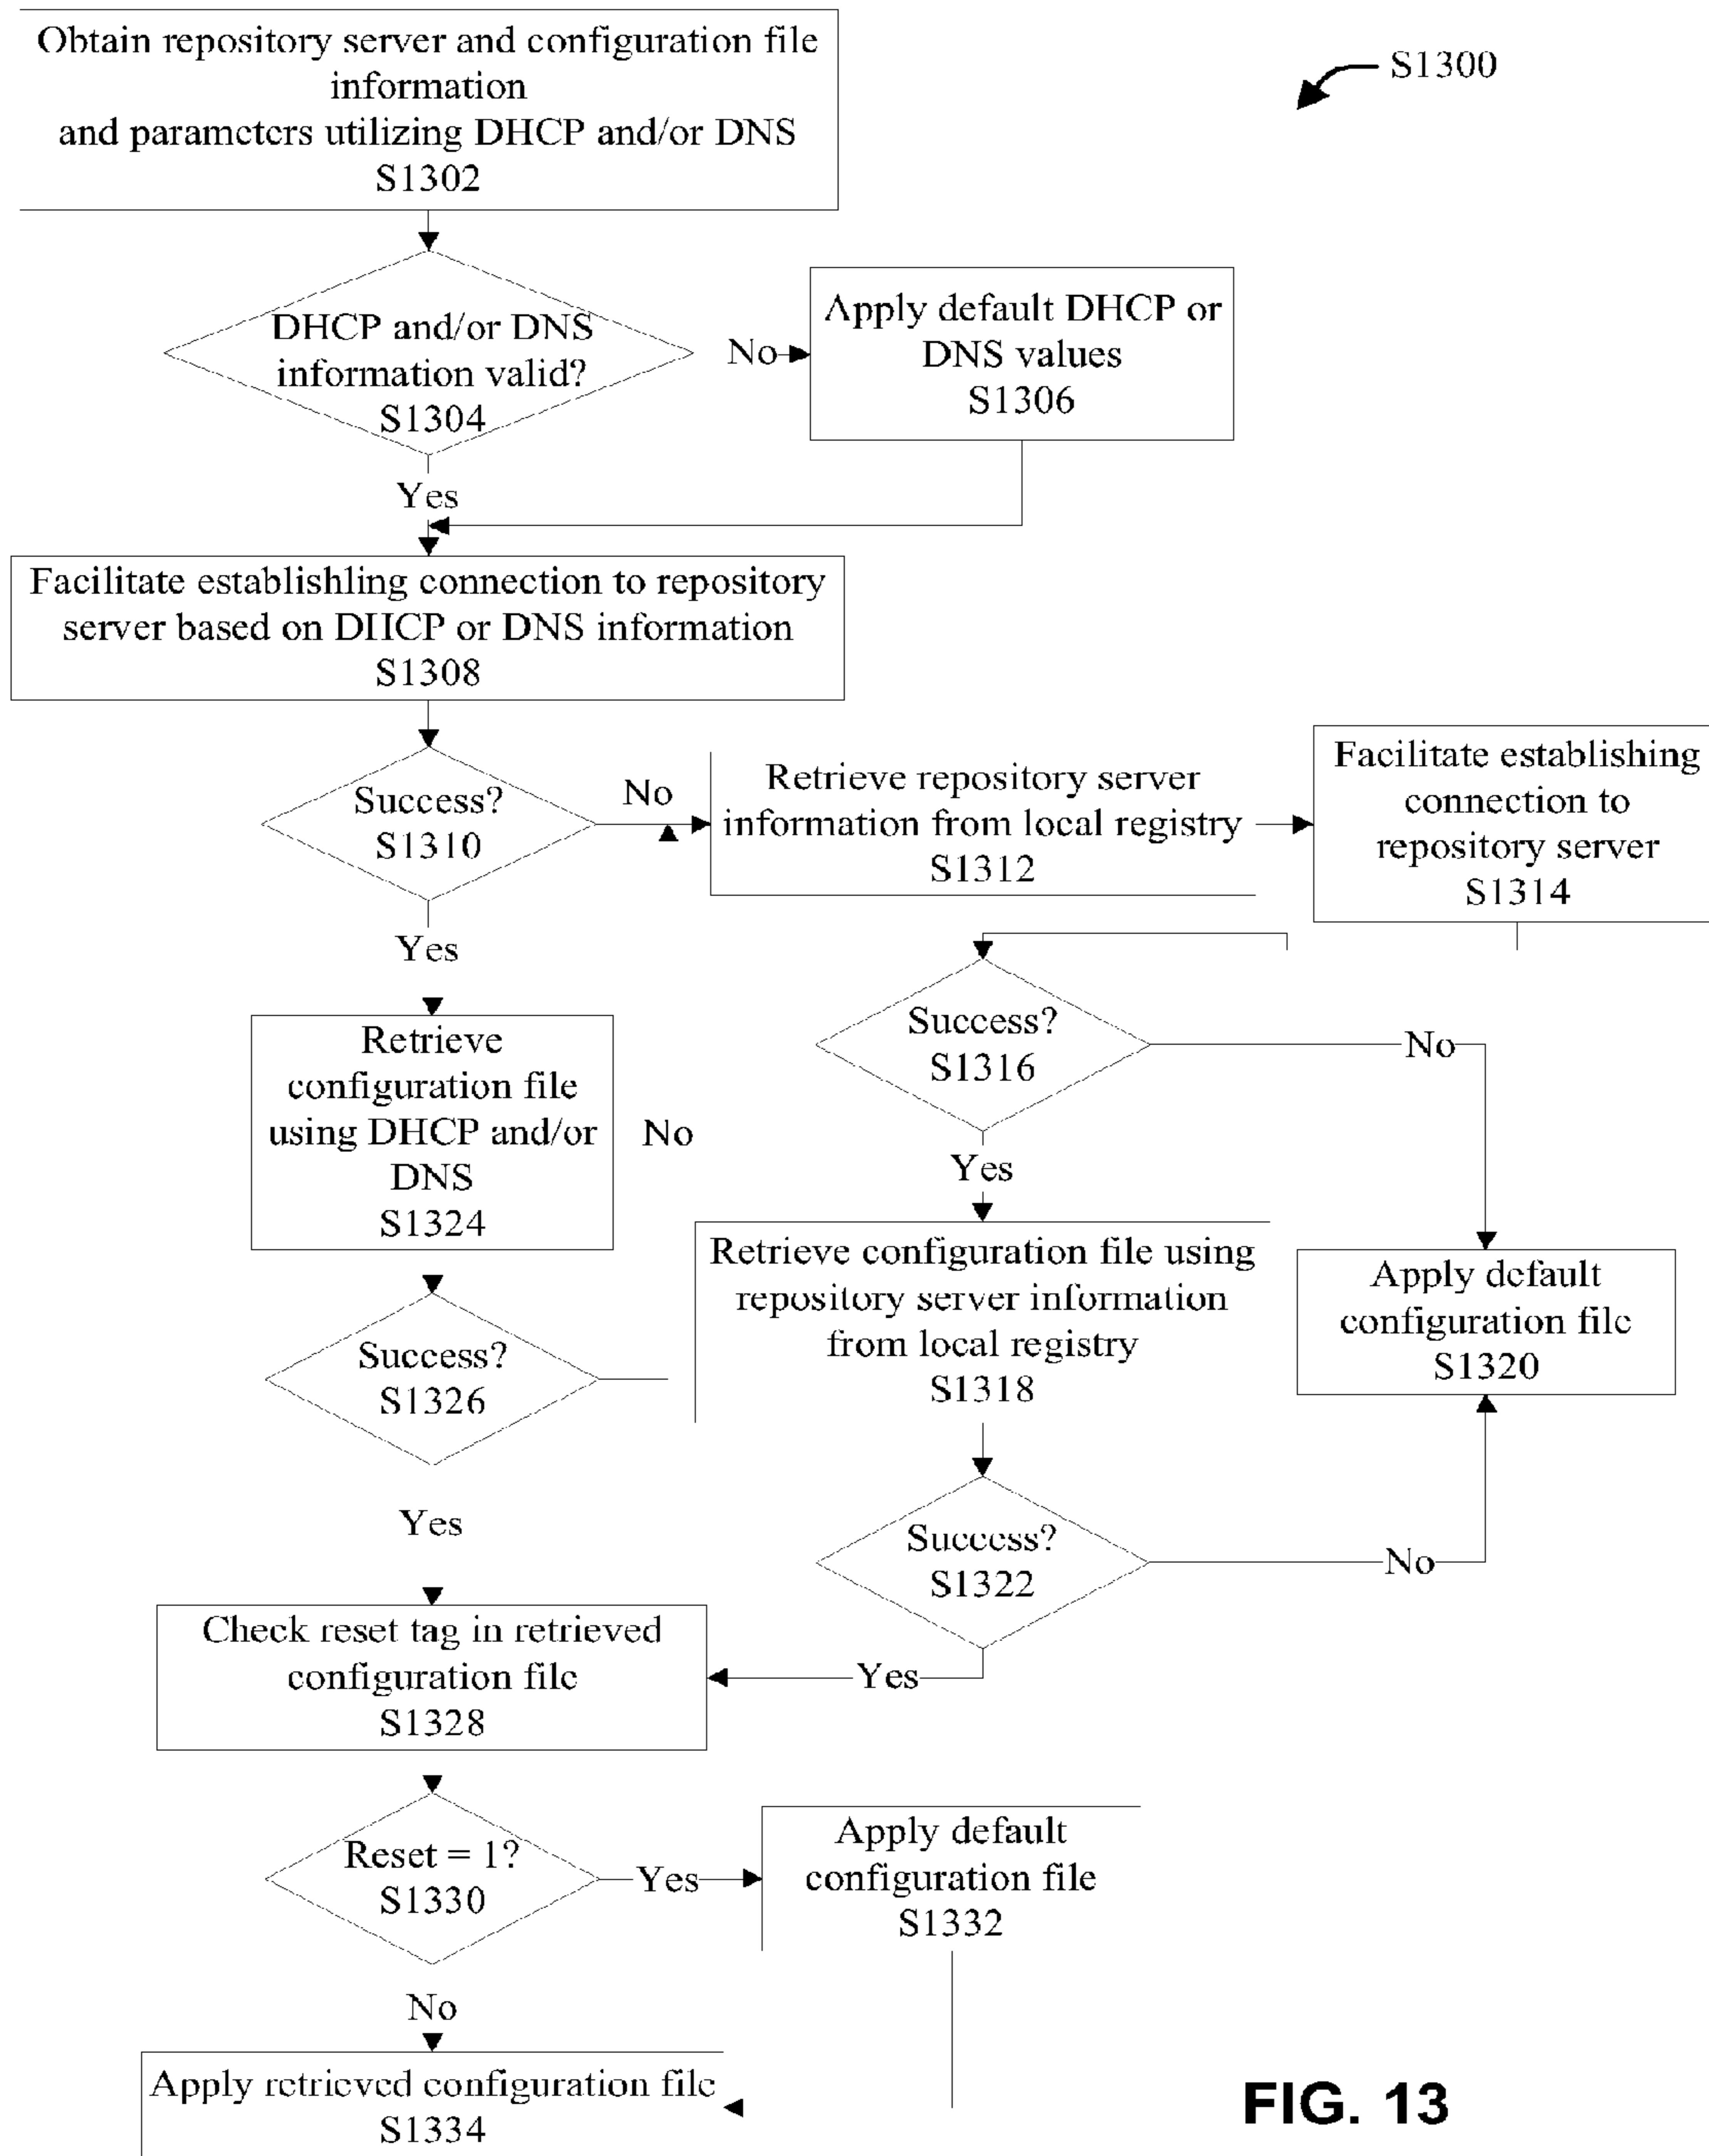 Obtain repository server and configuration file
information
and parameters utilizing DHCP and/or DNS
S1302
S1300
DHCP and/or DNS
information valid?
S1304
No
Apply default DHCP or
DNS values
S1306
Yes
Facilitate establishling connection to repository
server based on DHCP or DNS information
S1308
Success?
S1310
No
Retrieve repository server
information from local registry
S1312
Facilitate establishing
connection to
repository server
S1314
Yes
Success?
S1316
No
Retrieve
configuration file
using DHCP and/or
DNS
S1324
No
Yes
Retrieve configuration file using
repository server information
from local registry
S1318
Apply default
configuration file
S1320
Success?
S1326
Yes
Success?
S1322
No
Check reset tag in retrieved
configuration file
S1328
Yes
Reset = 1?
S1330
Yes
Apply default
configuration file
S1332
No
Apply retrieved configuration file
S1334
FIG. 13